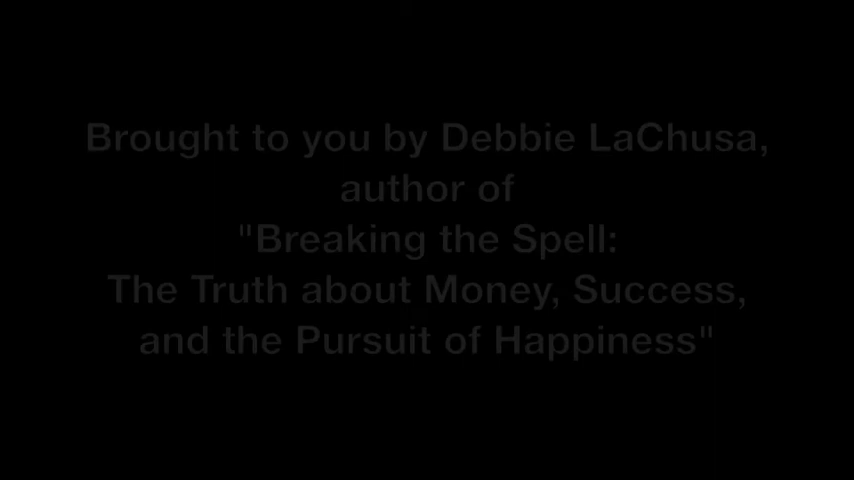 Brought to you by Debbie LaChusa,
author of
"Breaking the Spell:
The Truth about Money, Success,
and the Pursuit of Happiness"